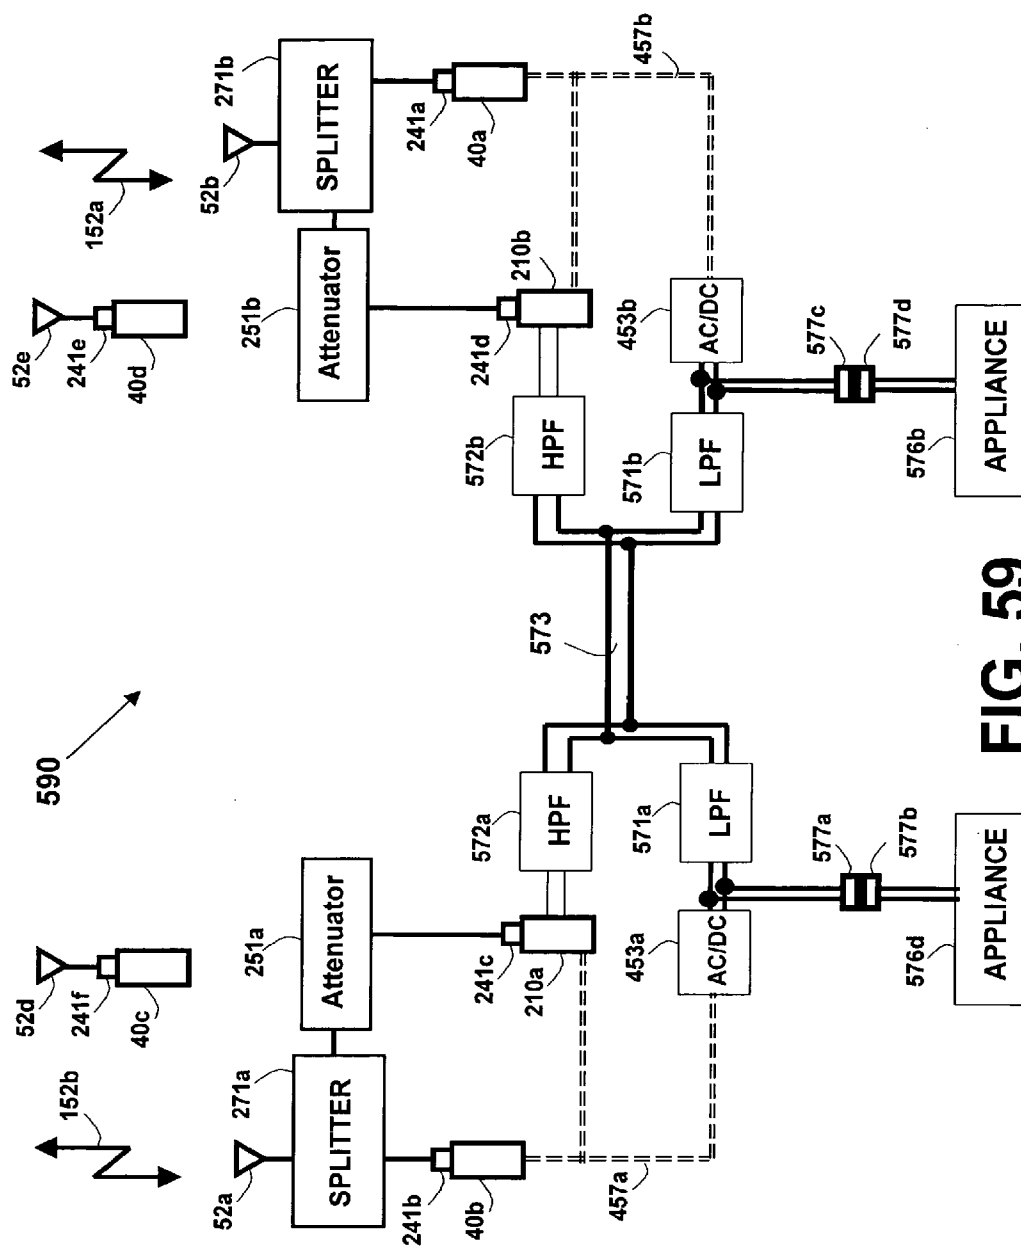 590
152b
52d
241f
40c
52e
241e
40d
152a
52a
271a
SPLITTER
251a
Attenuator
251b
Attenuator
52b
271b
SPLITTER
241b
40b
241c
210a
572a
HPF
572b
HPF
241d
210b
241a
40a
573
457a
453a
AC/DC
571a
LPF
571b
LPF
453b
AC/DC
457b
577a
577b
577c
577d
576d
APPLIANCE
576b
APPLIANCE
FIG. 59